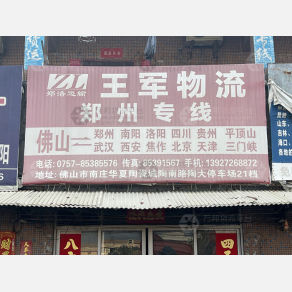 王军物流
郑洛运输
郑州专线
佛山 郑州 南阳 洛阳 四川 贵州 平顶山
武汉 西安 焦作 北京 天津 三门峡
电话: 0757-85385576 传真: 85391567 手机: 13927268872
地址: 佛山市南庄华夏陶瓷城陶南路陶大停车场21档